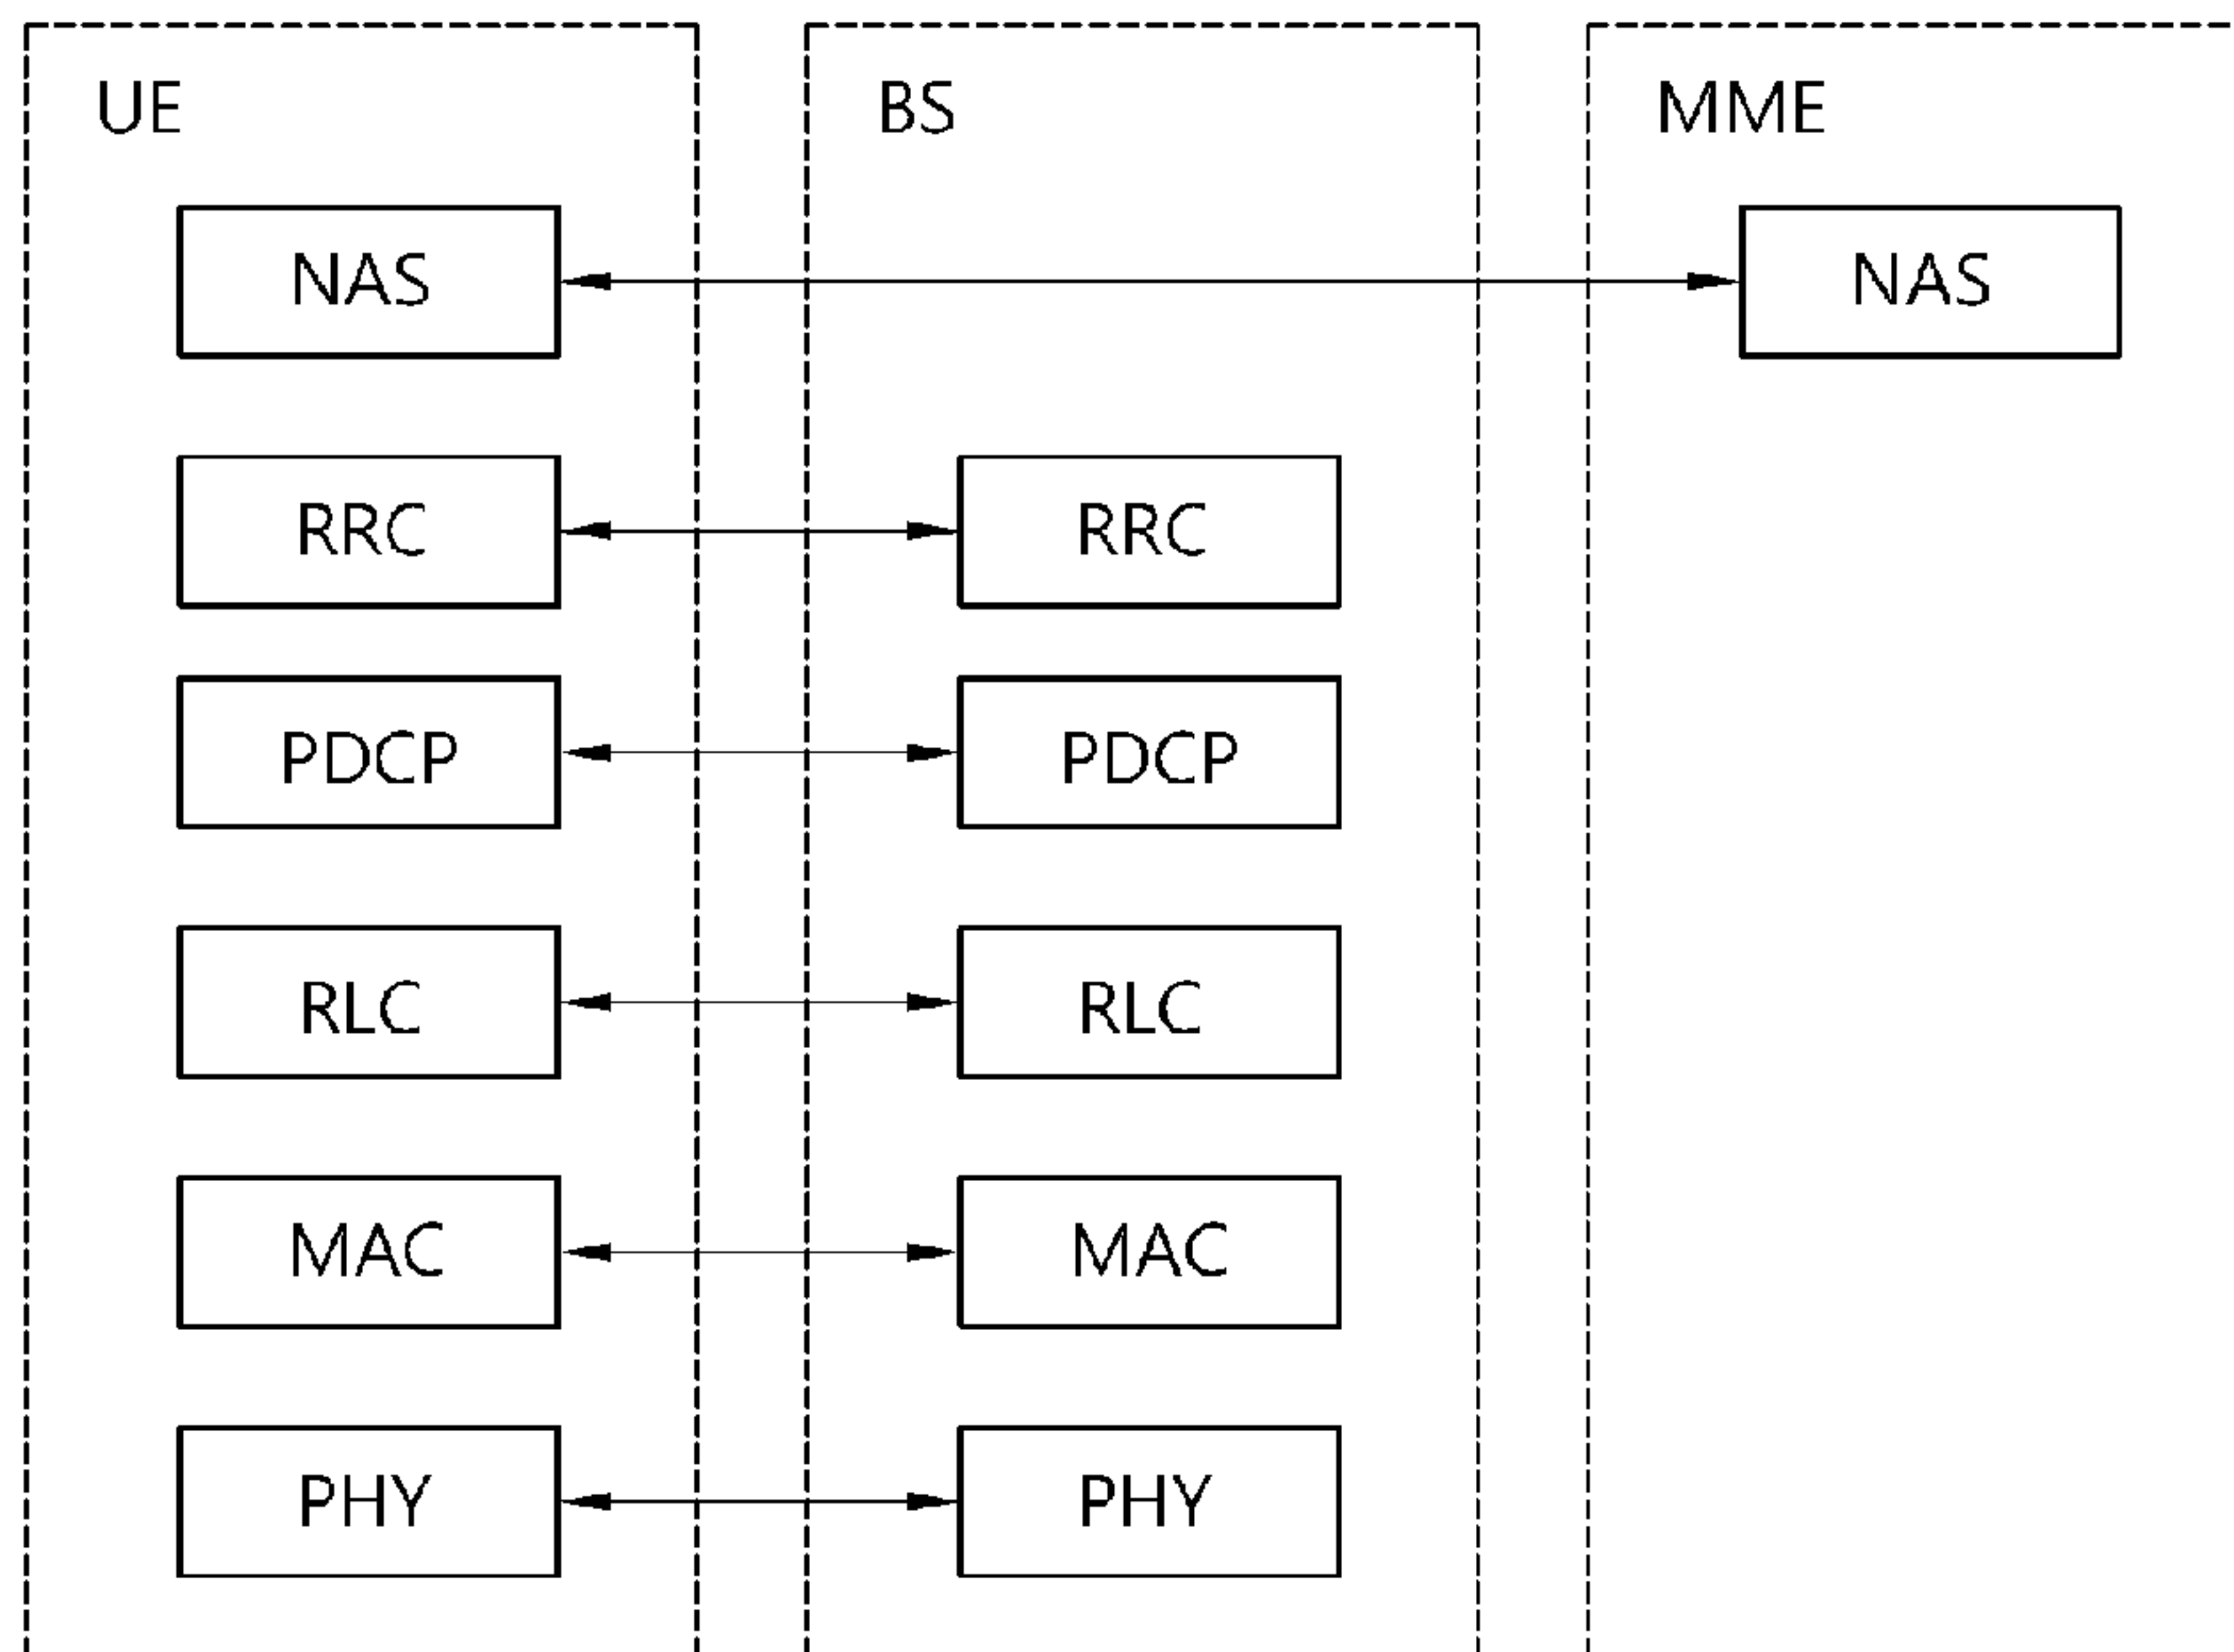 UE BS MME
NAS NAS
RRC RRC
PDCP PDCP
RLC RLC
MAC MAC
PHY PHY